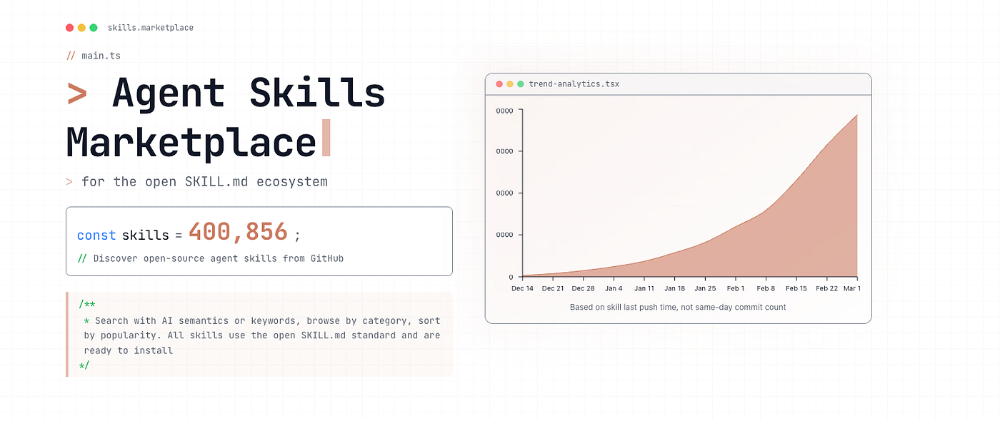 skills.marketplace
// main.ts
> Agent Skills
Marketplace
> for the open SKILL.md ecosystem
const skills = 400,856 ;
// Discover open-source agent skills from GitHub
/**
* Search with AI semantics or keywords, browse by category, sort
by popularity. All skills use the open SKILL.md standard and are
ready to install
*/
trend-analytics.tsx
0000
0000
0000
0000
0
Dec 14 Dec 21 Dec 28 Jan 4 Jan 11 Jan 18 Jan 25 Feb 1 Feb 8 Feb 15 Feb 22 Mar 1
Based on skill last push time, not same-day commit count